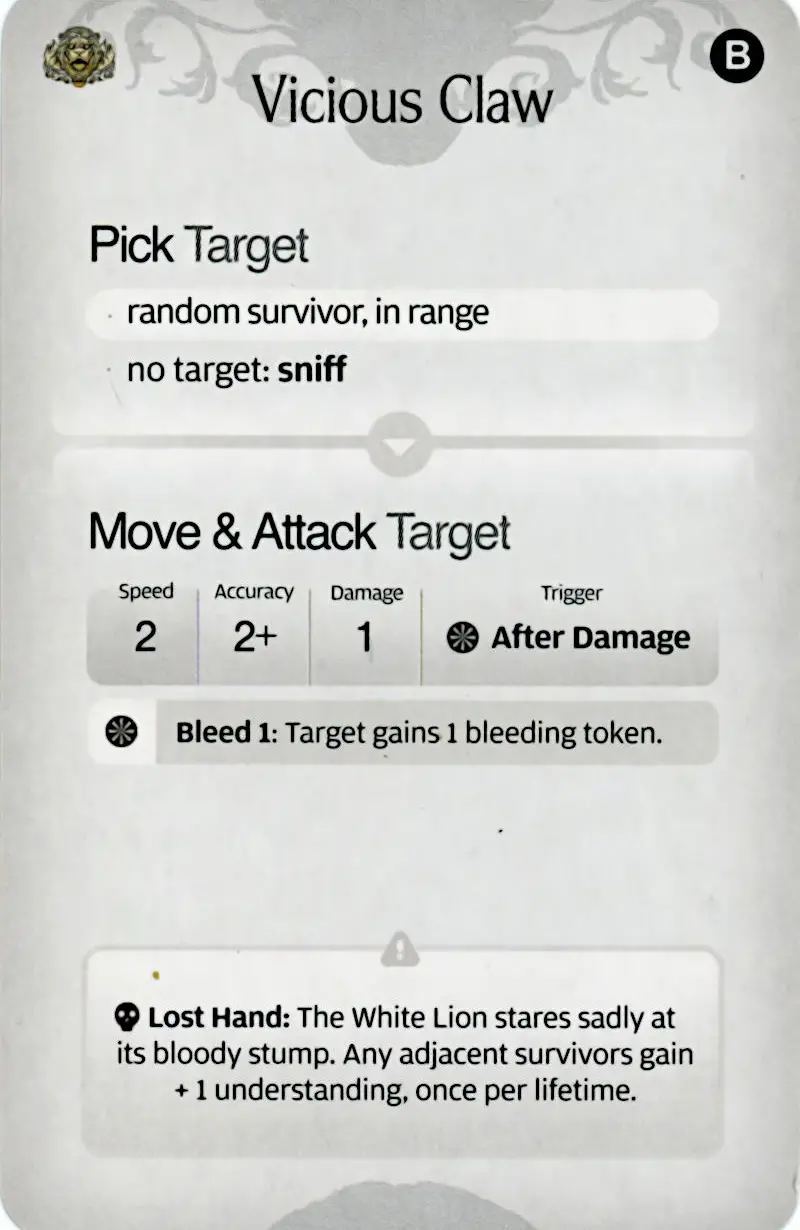 B
Vicious Claw
Pick Target
· random survivor, in range
· no target: sniff
Move & Attack Target
Speed Accuracy Damage Trigger
2 2+ 1 After Damage
Bleed 1: Target gains 1 bleeding token.
Lost Hand: The White Lion stares sadly at
its bloody stump. Any adjacent survivors gain
+ 1 understanding, once per lifetime.